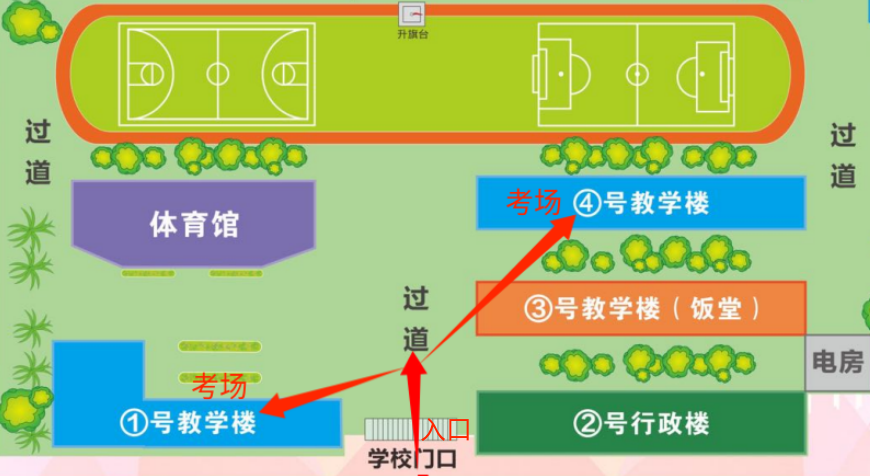 升旗台
过道
过道
体育馆
考场
④号教学楼
过道
③号教学楼（饭堂）
电房
考场
①号教学楼
入口
②号行政楼
学校门口